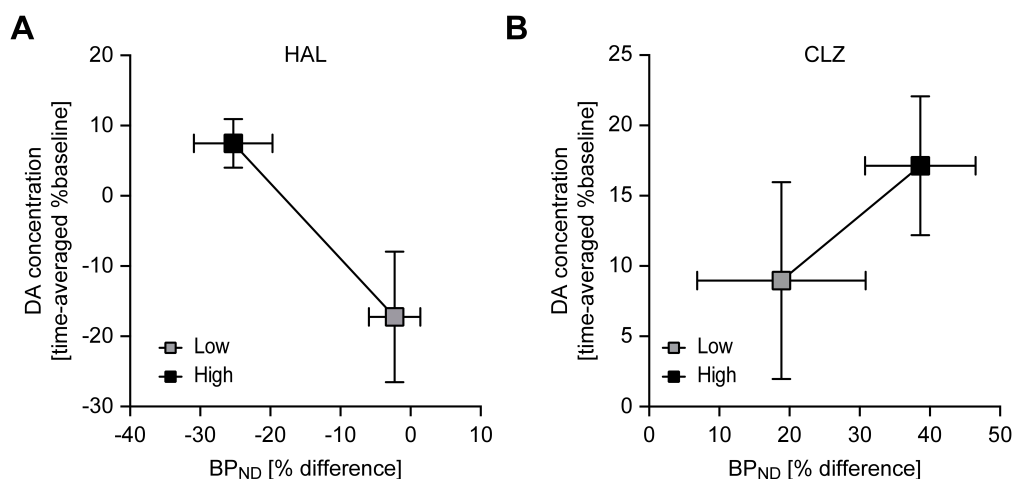 A
HAL
DA concentration
[time-averaged %baseline]
20
10
0
-10
-20
-30
Low
High
-40 -30 -20 -10 0 10
BPND [% difference]
B
CLZ
DA concentration
[time-averaged %baseline]
25
20
15
10
5
0
Low
High
0 10 20 30 40 50
BPND [% difference]